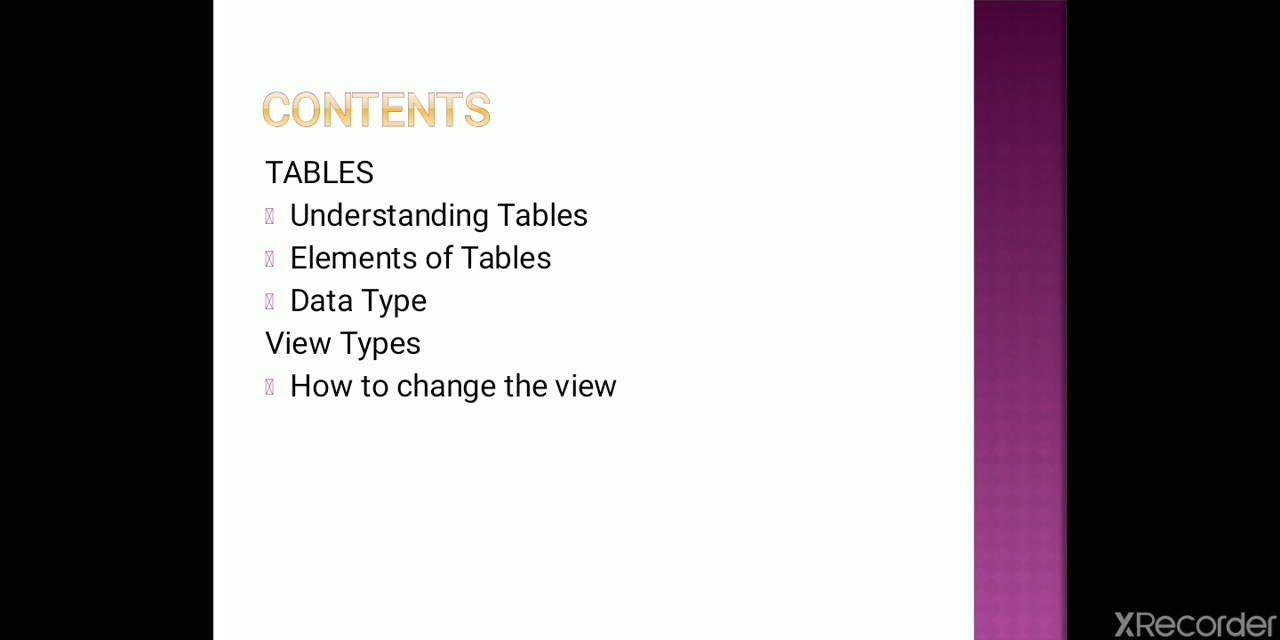 CONTENTS
TABLES
Understanding Tables
Elements of Tables
Data Type
View Types
How to change the view
XRecorder